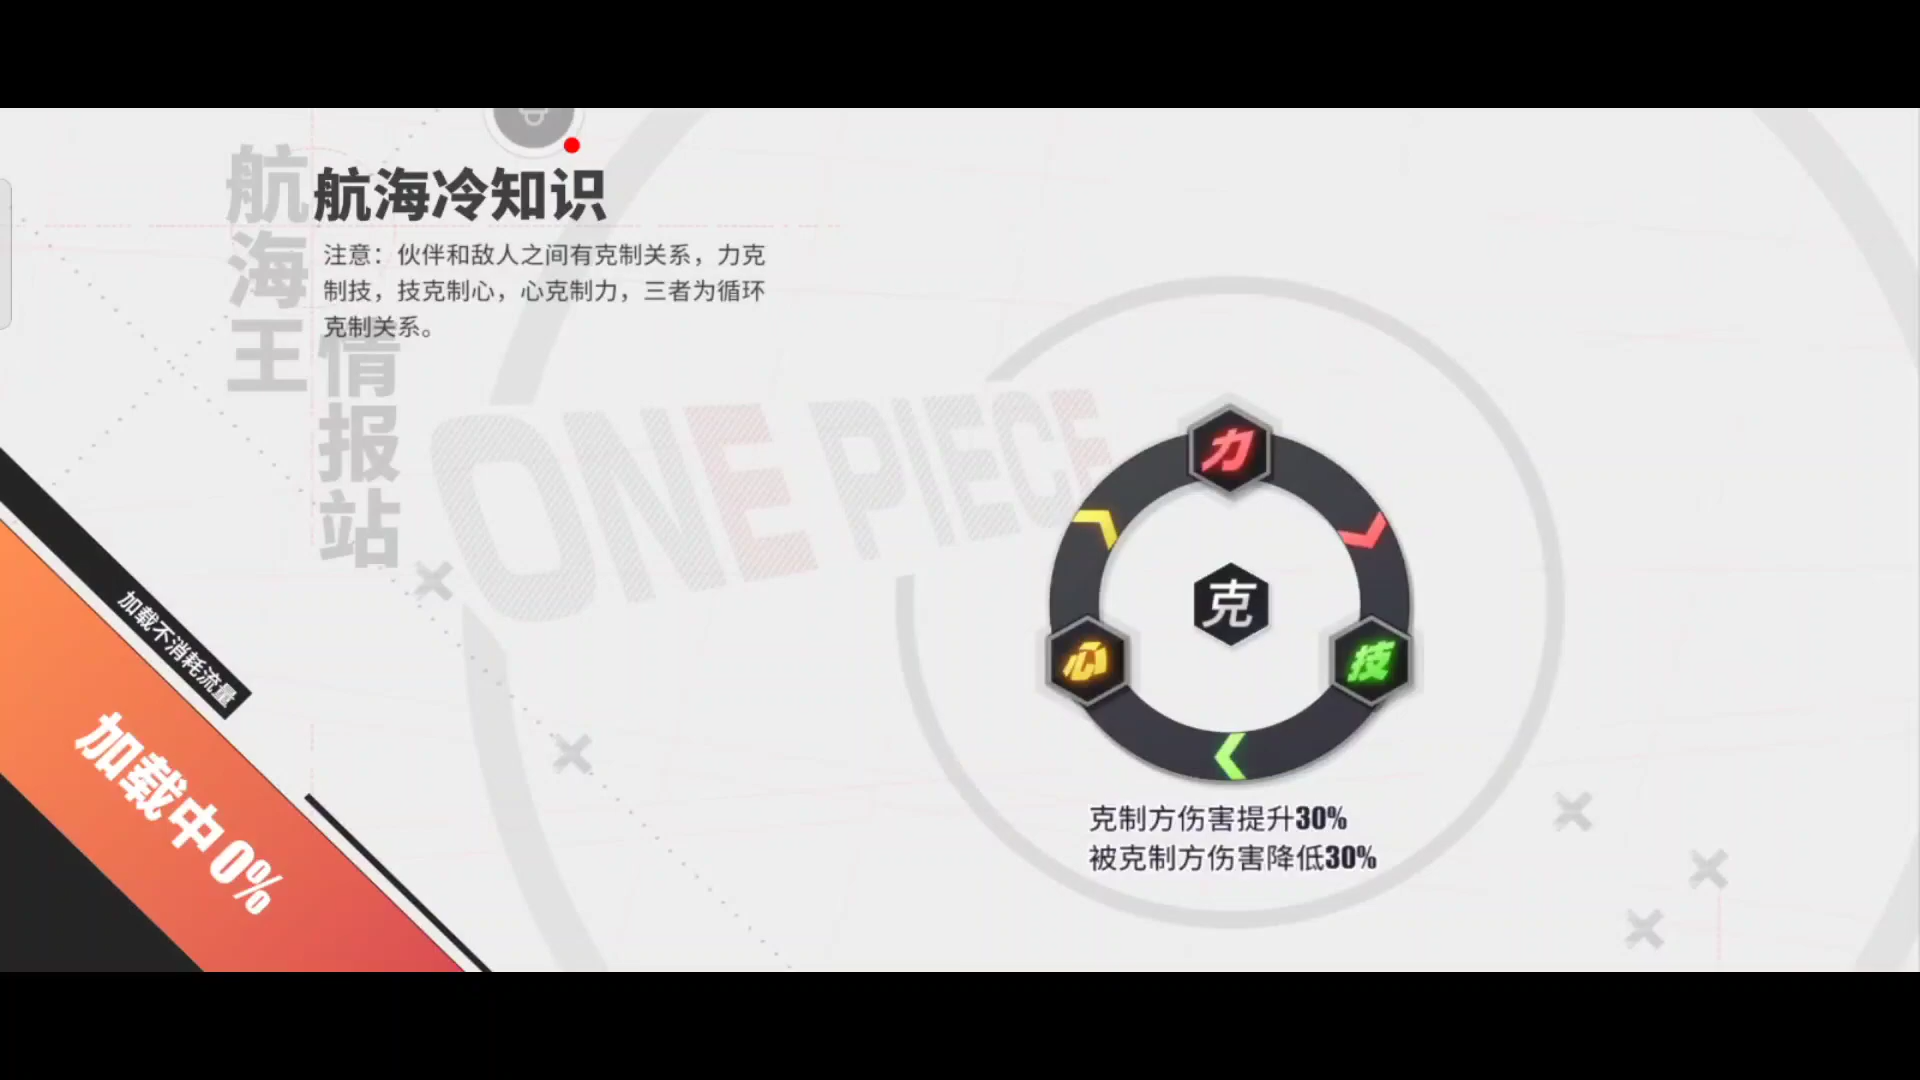 航海王
情报站
航海冷知识
注意：伙伴和敌人之间有克制关系，力克
制技，技克制心，心克制力，三者为循环
克制关系。
ONE PIECE
力
克
心
技
克制方伤害提升30%
被克制方伤害降低30%
加载不消耗流量
加载中 0%